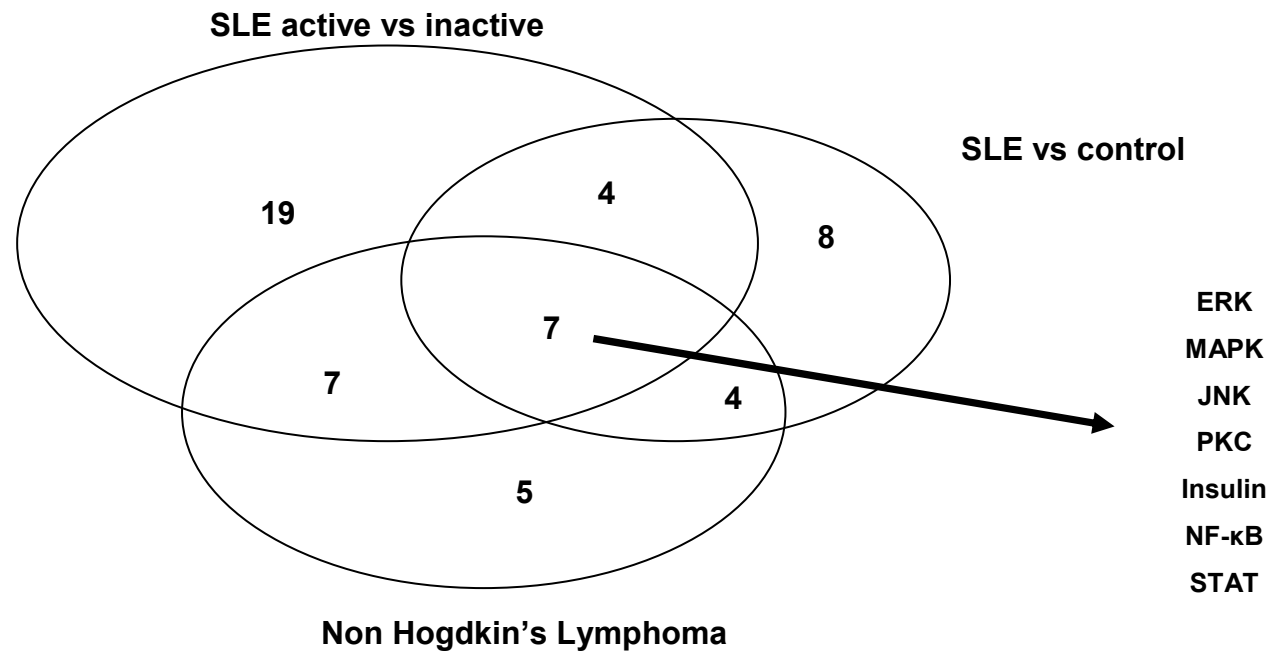 SLE active vs inactive
SLE vs control
19
4
8
7
7
4
5
ERK
MAPK
JNK
PKC
Insulin
NF-κB
STAT
Non Hogdkin’s Lymphoma